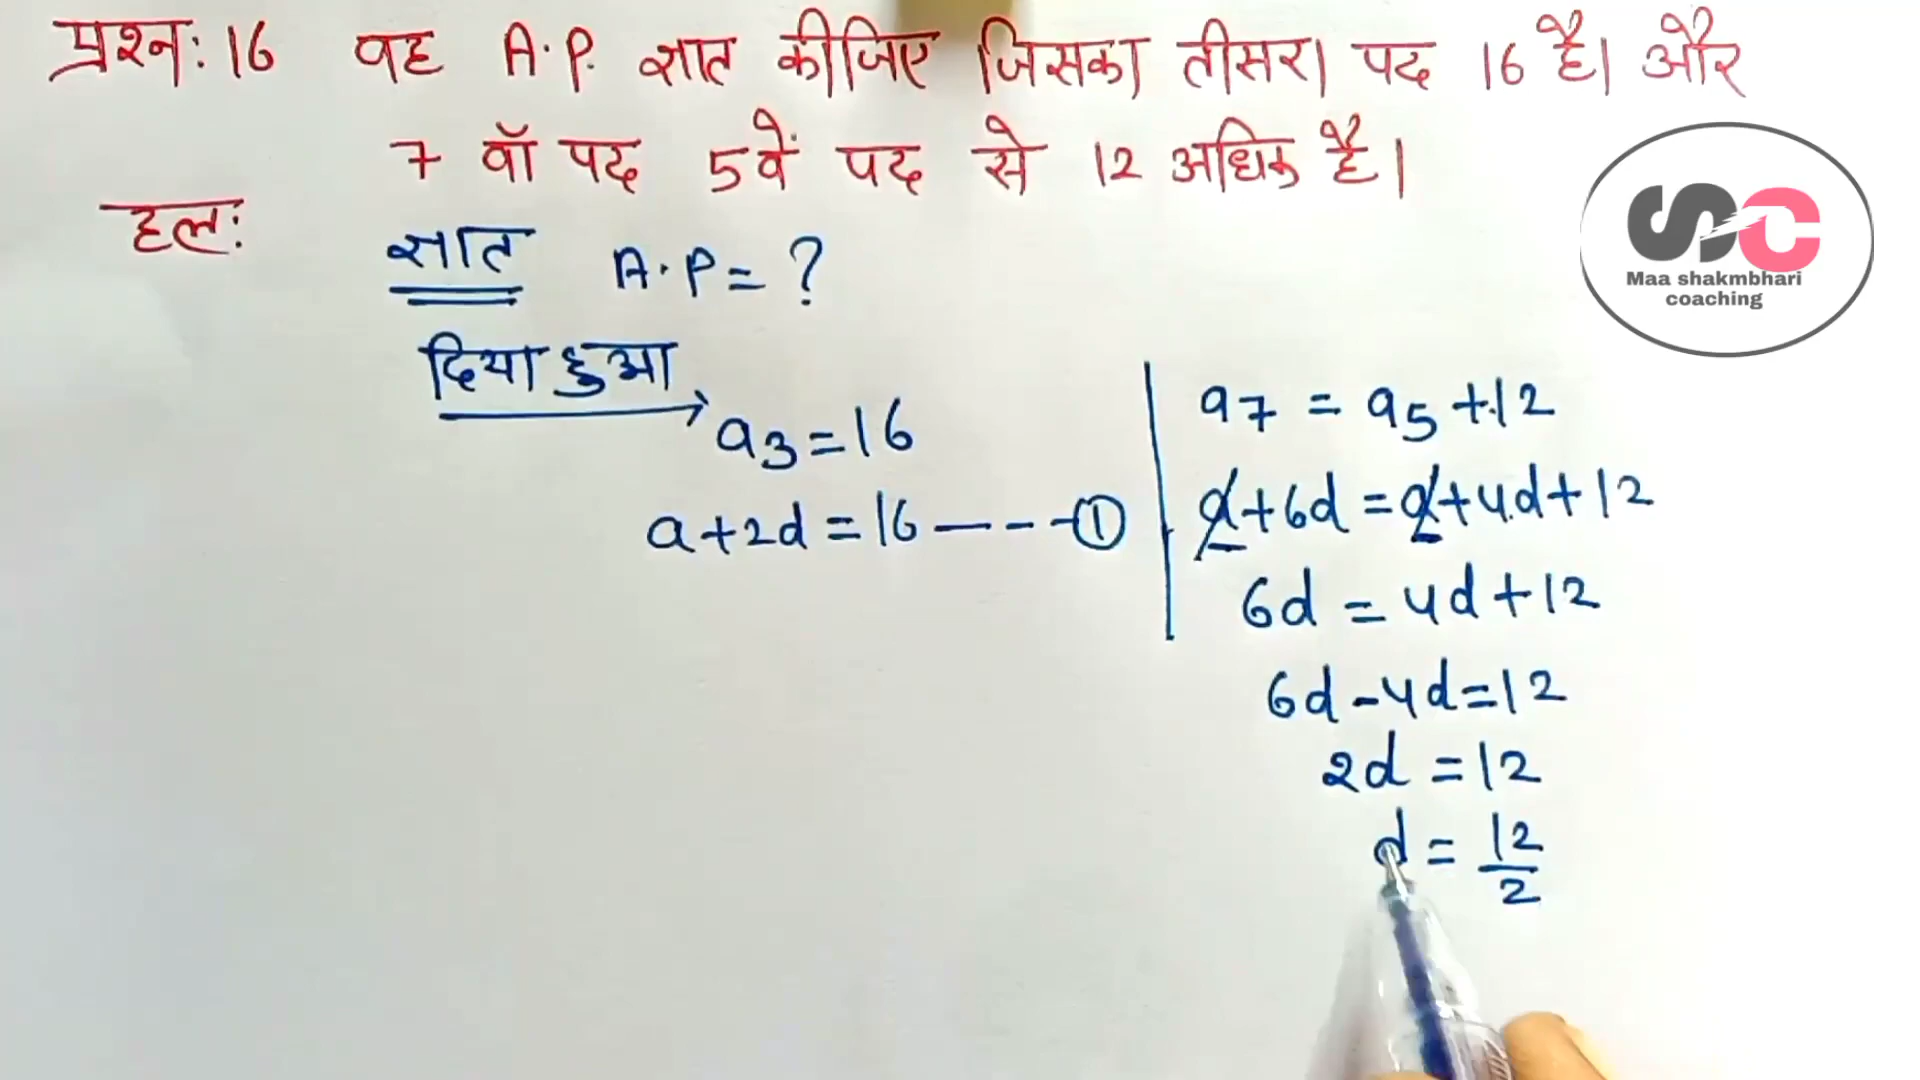 प्रश्न: 16 वह A.P. ज्ञात कीजिए जिसका तीसरा पद 16 है। और
7 वॉ पद 5वें पद से 12 अधिक है।
हल:
ज्ञात A.P = ?
दिया हुआ
a3 = 16
a + 2d = 16 --- ①
a7 = a5 + 12
a + 6d = a + 4d + 12
6d = 4d + 12
6d - 4d = 12
2d = 12
d = 12/2
SC
Maa shakmbhari
coaching